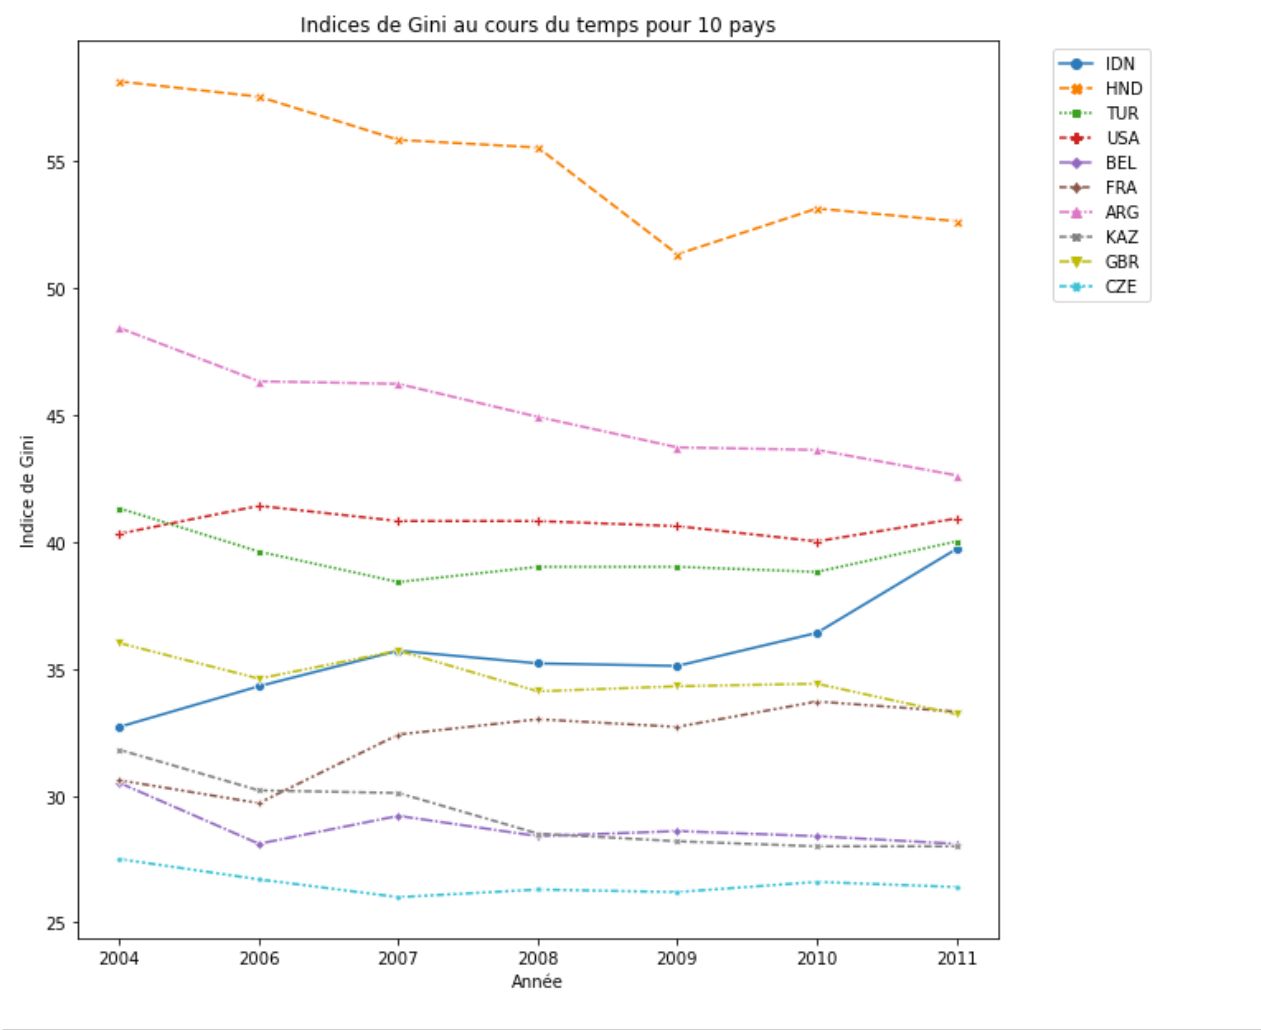 Indices de Gini au cours du temps pour 10 pays
IDN
HND
TUR
USA
BEL
FRA
ARG
KAZ
GBR
CZE
55
50
45
40
35
30
25
Indice de Gini
2004 2006 2007 2008 2009 2010 2011
Année